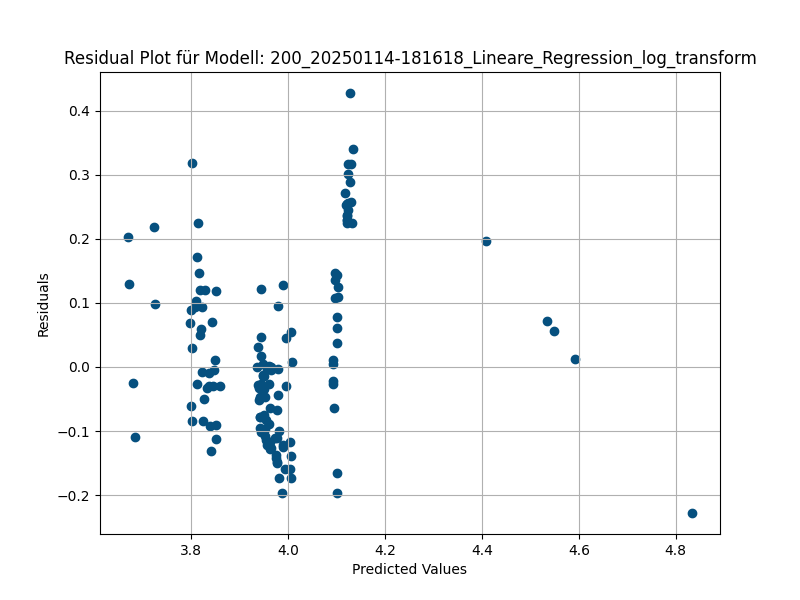 Residual Plot für Modell: 200_20250114-181618_Lineare_Regression_log_transform
0.4
0.3
0.2
0.1
0.0
−0.1
−0.2
Residuals
3.8 4.0 4.2 4.4 4.6 4.8
Predicted Values